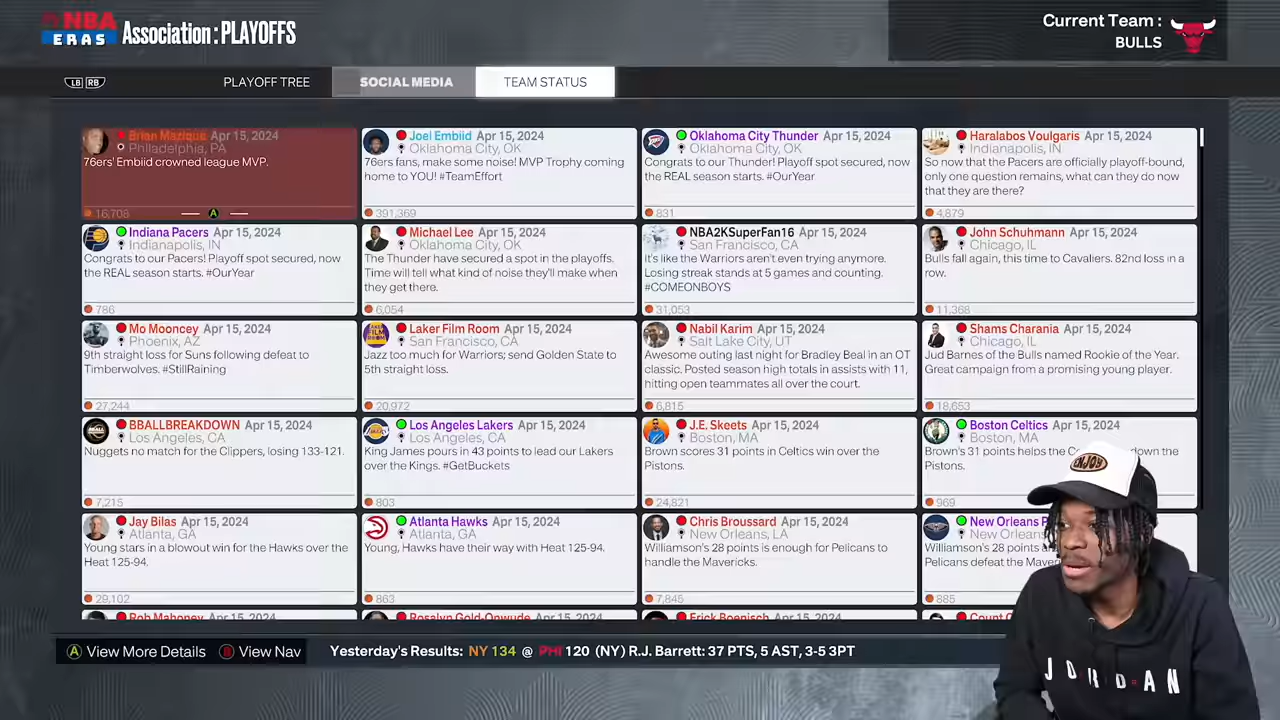 NBA
ERAS
Association : PLAYOFFS
Current Team :
BULLS
LB RB
PLAYOFF TREE
SOCIAL MEDIA
TEAM STATUS
Brian Mazique Apr 15, 2024
Philadelphia, PA
76ers' Embiid crowned league MVP.
16,708
A
Joel Embiid Apr 15, 2024
Oklahoma City, OK
76ers fans, make some noise! MVP Trophy coming
home to YOU! #TeamEffort
391,369
Oklahoma City Thunder Apr 15, 2024
Oklahoma City, OK
Congrats to our Thunder! Playoff spot secured, now
the REAL season starts. #OurYear
831
Haralabos Voulgaris Apr 15, 2024
Indianapolis, IN
So now that the Pacers are officially playoff-bound,
only one question remains, what can they do now
that they are there?
4,879
Indiana Pacers Apr 15, 2024
Indianapolis, IN
Congrats to our Pacers! Playoff spot secured, now
the REAL season starts. #OurYear
786
Michael Lee Apr 15, 2024
Oklahoma City, OK
The Thunder have secured a spot in the playoffs.
Time will tell what kind of noise they'll make when
they get there.
6,054
NBA2KSuperFan16 Apr 15, 2024
San Francisco, CA
It's like the Warriors aren't even trying anymore.
Losing streak stands at 5 games and counting.
#COMEONBOYS
31,053
John Schuhmann Apr 15, 2024
Chicago, IL
Bulls fall again, this time to Cavaliers. 82nd loss in a
row.
11,368
Mo Mooncey Apr 15, 2024
Phoenix, AZ
9th straight loss for Suns following defeat to
Timberwolves. #StillRaining
27,244
Laker Film Room Apr 15, 2024
San Francisco, CA
Jazz too much for Warriors; send Golden State to
5th straight loss.
20,972
Nabil Karim Apr 15, 2024
Salt Lake City, UT
Awesome outing last night for Bradley Beal in an OT
classic. Posted season high totals in assists with 11,
hitting open teammates all over the court.
6,815
Shams Charania Apr 15, 2024
Chicago, IL
Jud Barnes of the Bulls named Rookie of the Year.
Great campaign from a promising young player.
18,653
BBALLBREAKDOWN Apr 15, 2024
Los Angeles, CA
Nuggets no match for the Clippers, losing 133-121.
7,215
Los Angeles Lakers Apr 15, 2024
Los Angeles, CA
King James pours in 43 points to lead our Lakers
over the Kings. #GetBuckets
803
J.E. Skeets Apr 15, 2024
Boston, MA
Brown scores 31 points in Celtics win over the
Pistons.
24,821
Boston Celtics Apr 15, 2024
Boston, MA
Brown's 31 points helps the down the
Pistons.
969
Jay Bilas Apr 15, 2024
Atlanta, GA
Young stars in a blowout win for the Hawks over the
Heat 125-94.
29,102
Atlanta Hawks Apr 15, 2024
Atlanta, GA
Young, Hawks have their way with Heat 125-94.
863
Chris Broussard Apr 15, 2024
New Orleans, LA
Williamson's 28 points is enough for Pelicans to
handle the Mavericks.
7,845
New Orleans
New Orleans
Williamson's 28 points
Pelicans defeat the
885
Rob Mahoney Apr 15, 2024
Rosalyn Gold-Onwude Apr 15, 2024
Erick Boenisch Apr 15, 2024
ENJOY
JORDAN
A View More Details B View Nav
Yesterday's Results: NY 134 @ PHI 120 (NY) R.J. Barrett: 37 PTS, 5 AST, 3-5 3PT